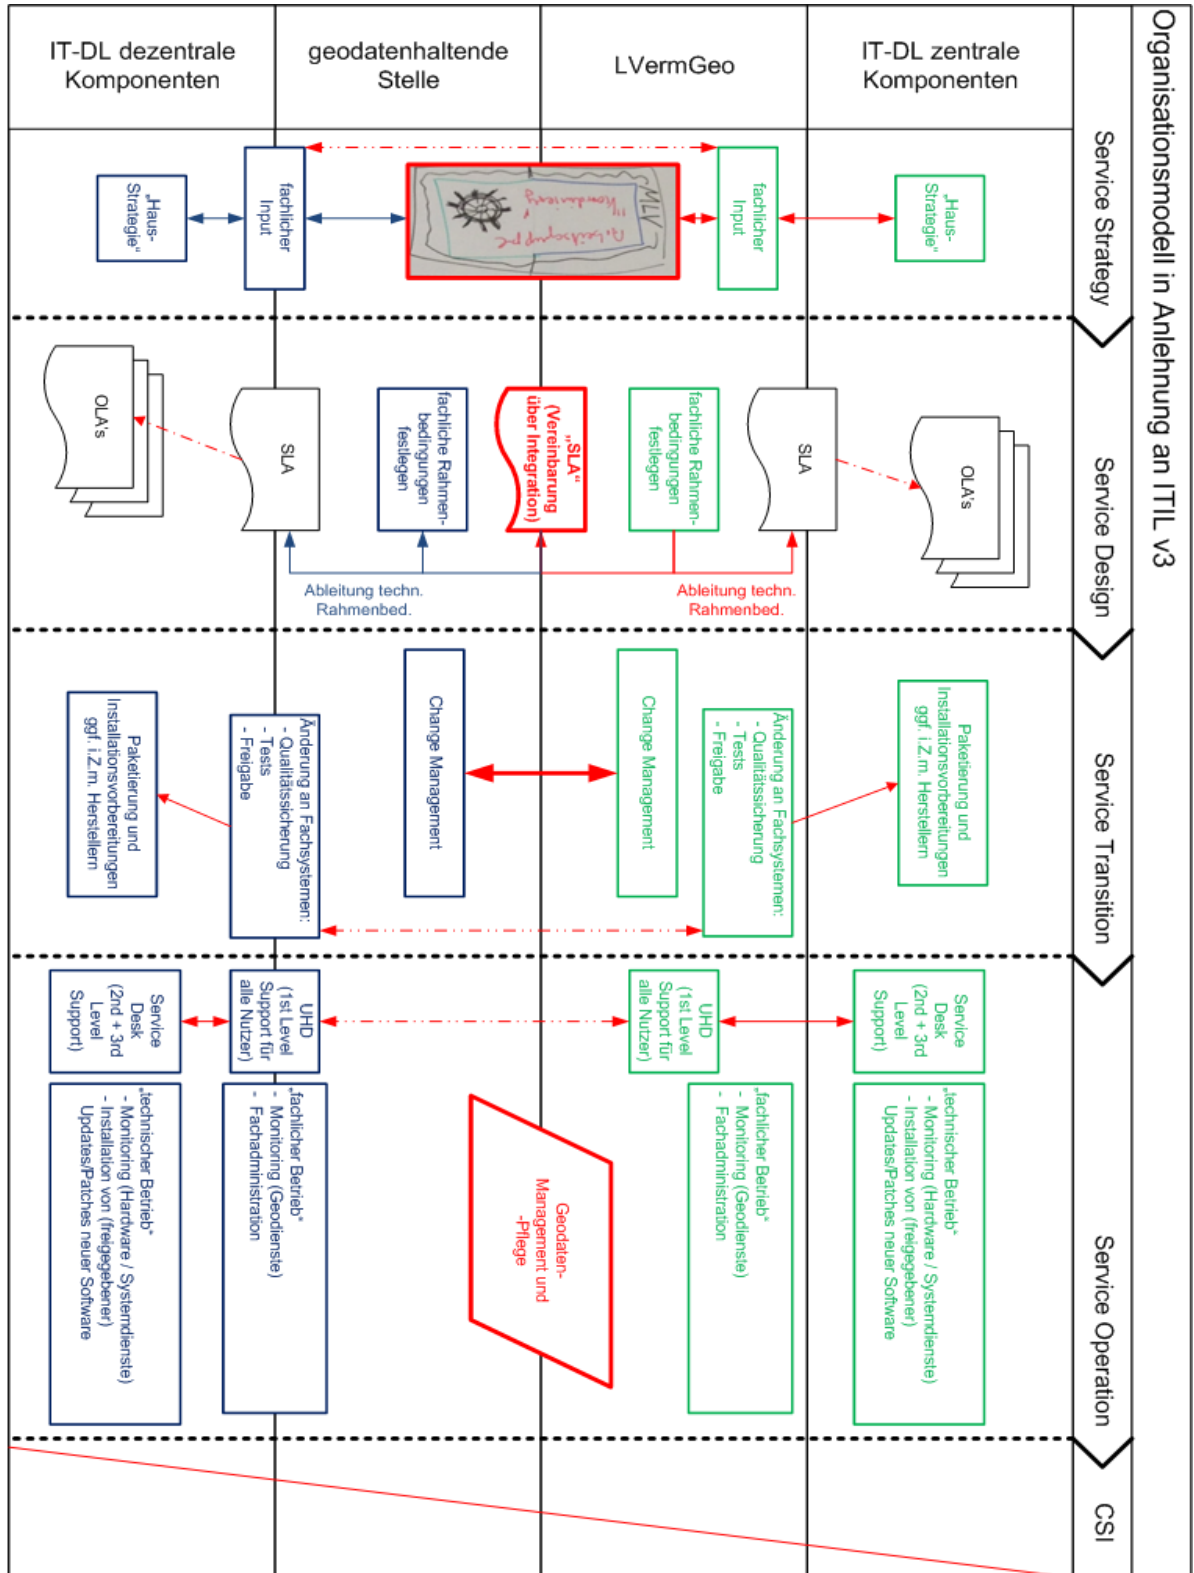 Organisationsmodell in Anlehnung an ITIL v3
Service Strategy
Service Design
Service Transition
Service Operation
CSI
IT-DL zentrale
Komponenten
„Haus-
Strategie“
OLA's
Paketierung und
Installationsvorbereitungen
ggf. i.Z.m. Herstellern
Service
Desk
(2nd + 3rd
Level
Support)
„technischer Betrieb“
- Monitoring (Hardware / Systemdienste)
- Installation von (freigegebener)
Updates/Patches neuer Software
LVermGeo
fachlicher
Input
SLA
fachliche Rahmen-
bedingungen
festlegen
Ableitung techn.
Rahmenbed.
Änderung an Fachsystemen:
- Qualitätssicherung
- Tests
- Freigabe
Change Management
UHD
(1st Level
Support für
alle Nutzer)
„fachlicher Betrieb“
- Monitoring (Geodienste)
- Fachadministration
MLV
Arbeitsgruppe
„SLA“
(Vereinbarung
über Integration)
Geodaten-
Management und
-Pflege
geodatenhaltende
Stelle
fachliche Rahmen-
bedingungen
festlegen
Ableitung techn.
Rahmenbed.
Change Management
fachlicher
Input
SLA
Änderung an Fachsystemen:
- Qualitätssicherung
- Tests
- Freigabe
UHD
(1st Level
Support für
alle Nutzer)
„fachlicher Betrieb“
- Monitoring (Geodienste)
- Fachadministration
IT-DL dezentrale
Komponenten
„Haus-
Strategie“
OLA's
Paketierung und
Installationsvorbereitungen
ggf. i.Z.m. Herstellern
Service
Desk
(2nd + 3rd
Level
Support)
„technischer Betrieb“
- Monitoring (Hardware / Systemdienste)
- Installation von (freigegebener)
Updates/Patches neuer Software